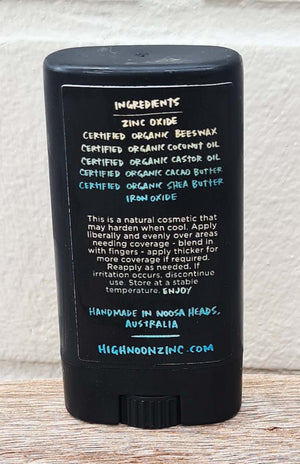 INGREDIENTS
ZINC OXIDE
CERTIFIED ORGANIC BEESWAX
CERTIFIED ORGANIC COCONUT OIL
CERTIFIED ORGANIC CASTOR OIL
CERTIFIED ORGANIC CACAO BUTTER
CERTIFIED ORGANIC SHEA BUTTER
IRON OXIDE
This is a natural cosmetic that
may harden when cool. Apply
liberally and evenly over areas
needing coverage - blend in
with fingers - apply thicker for
more coverage if required.
Reapply as needed. If
irritation occurs, discontinue
use. Store at a stable
temperature. ENJOY
HANDMADE IN NOOSA HEADS,
AUSTRALIA
HIGHNOONZINC.COM